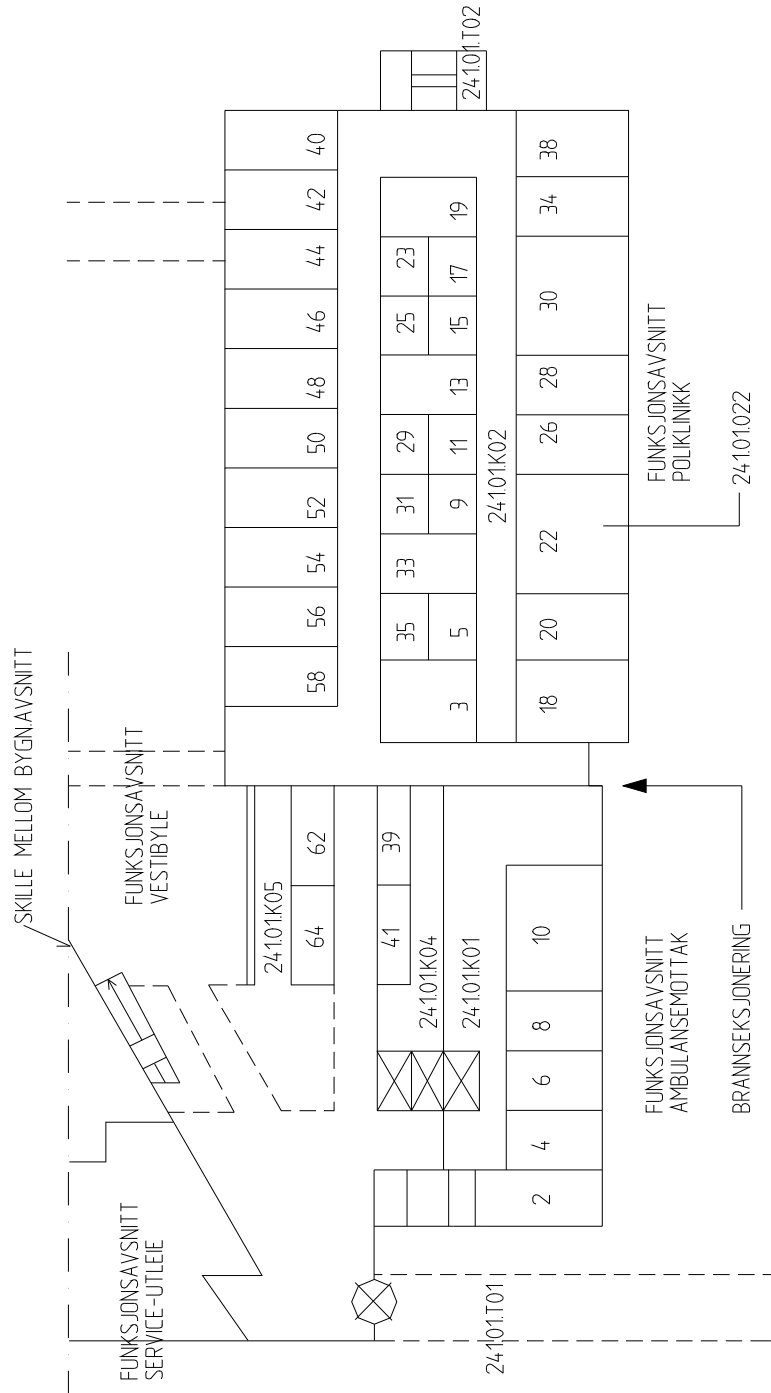 SKILLE MELLOM BYGN.AVSNITT
FUNKSJONSAVSNITT
SERVICE-UTLEIE
FUNKSJONSAVSNITT
VESTIBYLE
58
56
54
52
50
48
46
44
42
40
241.01.T02
241.01.K05
64
62
41
39
35
33
31
29
25
23
3
5
9
11
13
15
17
19
241.01.K04
241.01.K01
241.01.K02
241.01.T01
2
4
6
8
10
18
20
22
26
28
30
34
38
FUNKSJONSAVSNITT
AMBULANSEMOTTAK
FUNKSJONSAVSNITT
POLIKLINIKK
BRANNSEKSJONERING
241.01.022